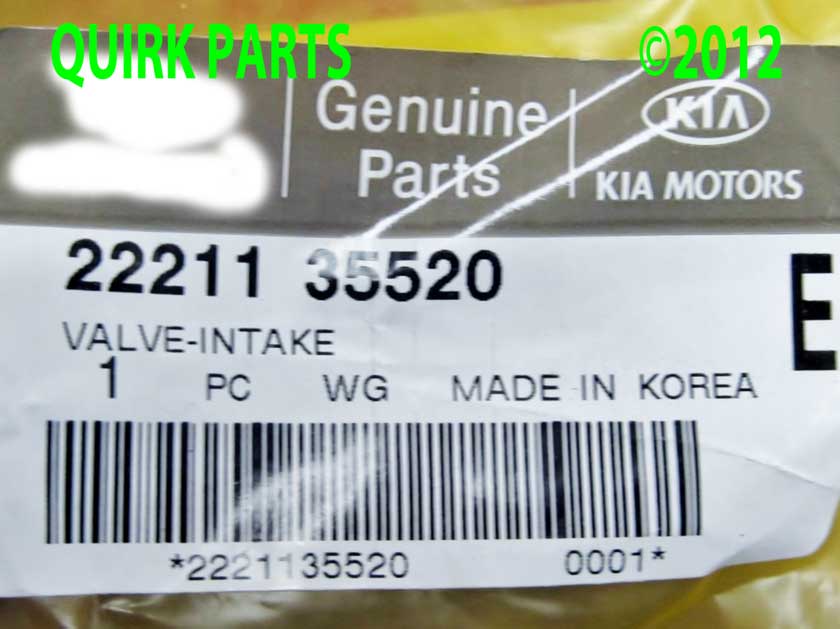 QUIRK PARTS ©2012
Genuine Parts
KIA
KIA MOTORS
22211 35520
E
VALVE-INTAKE
1 PC WG MADE IN KOREA
*2221135520 0001*